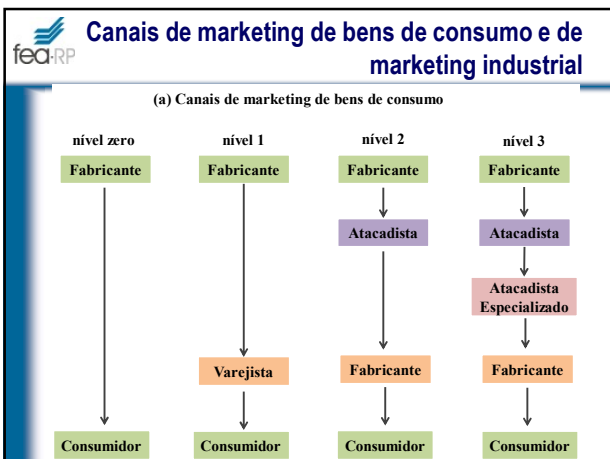 fea-RP
Canais de marketing de bens de consumo e de
marketing industrial
(a) Canais de marketing de bens de consumo
nível zero
nível 1
nível 2
nível 3
Fabricante
Fabricante
Fabricante
Fabricante
Atacadista
Atacadista
Atacadista
Especializado
Varejista
Fabricante
Fabricante
Consumidor
Consumidor
Consumidor
Consumidor